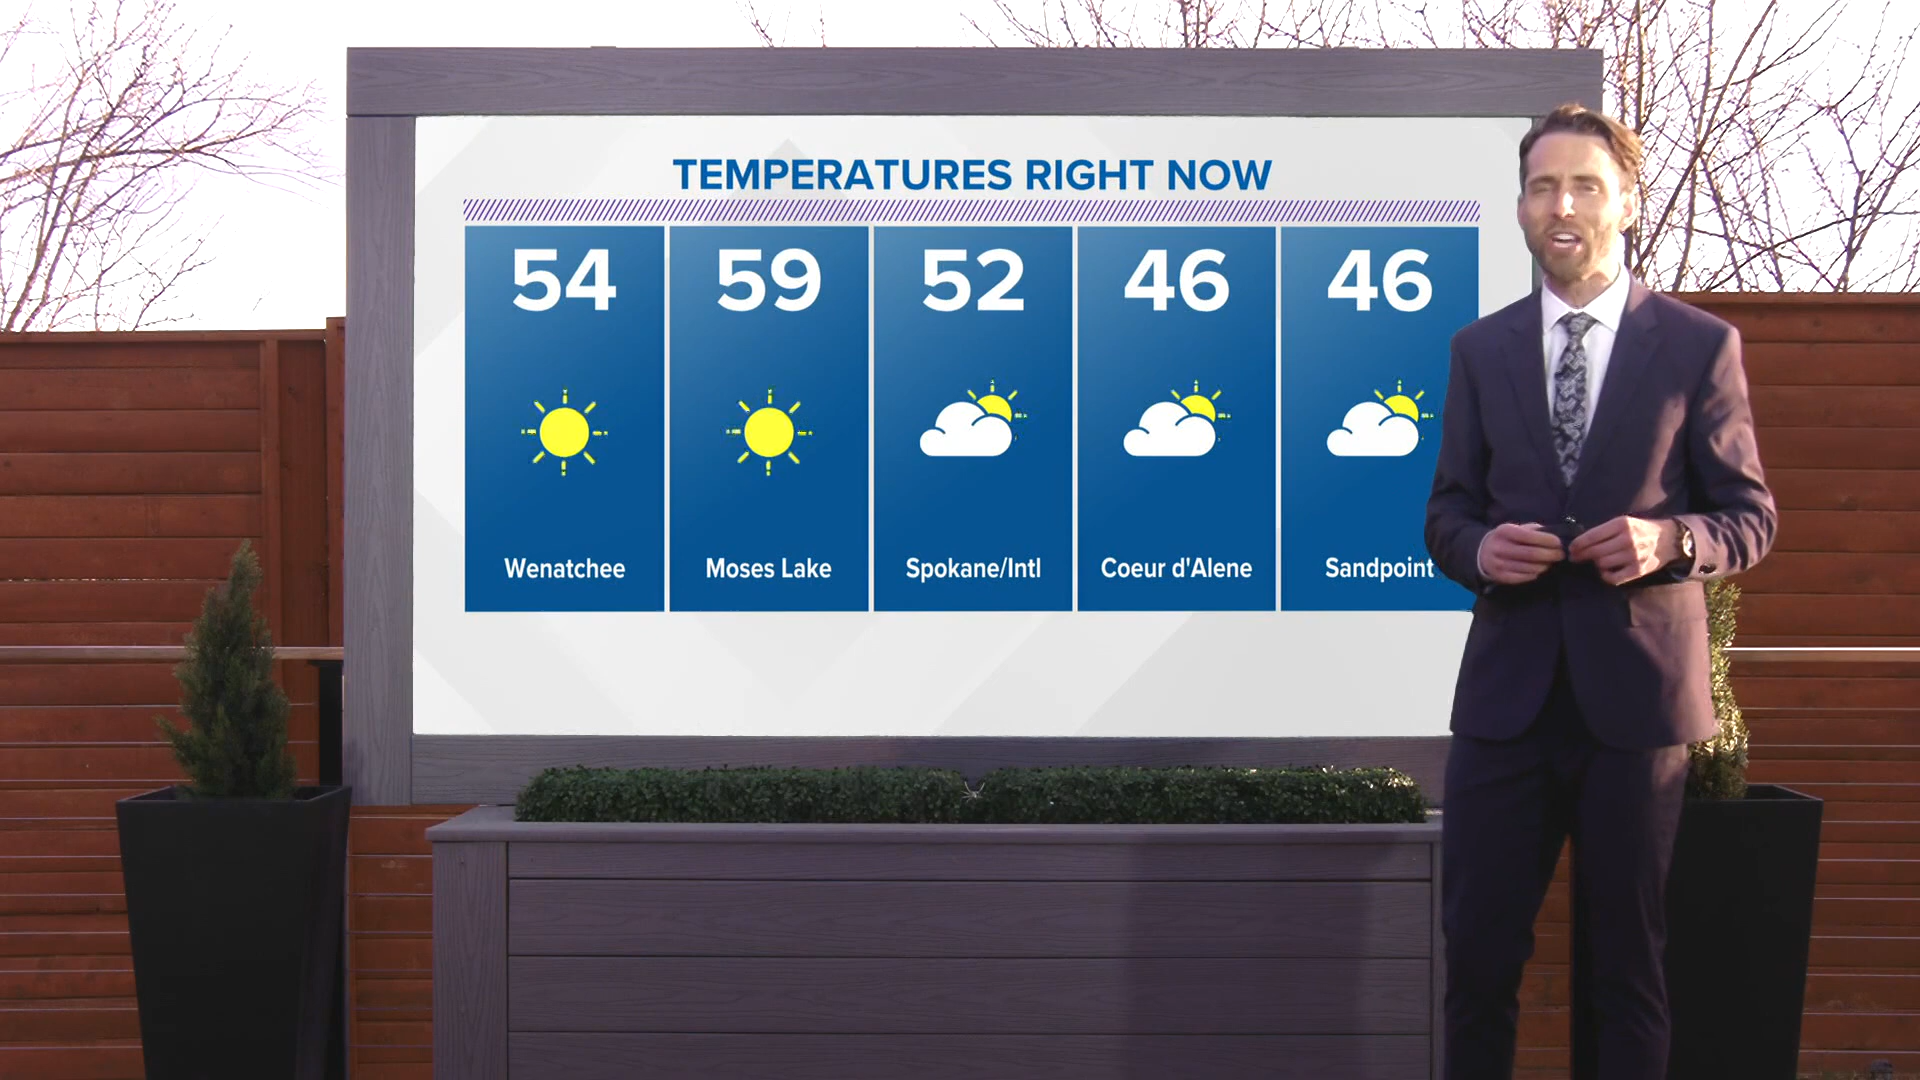 TEMPERATURES RIGHT NOW
54 59 52 46 46
Wenatchee Moses Lake Spokane/Intl Coeur d'Alene Sandpoint